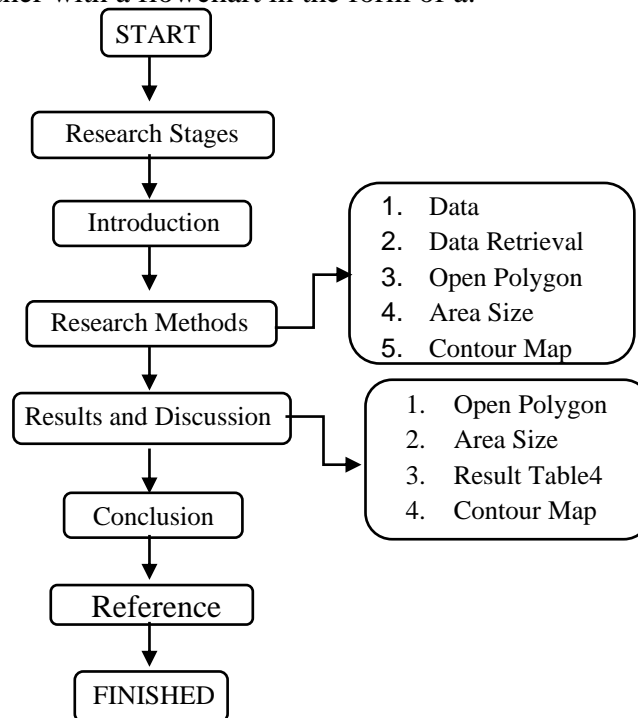 ther with a flowchart in the form of a:
START
Research Stages
Introduction
Research Methods
1. Data
2. Data Retrieval
3. Open Polygon
4. Area Size
5. Contour Map
Results and Discussion
1. Open Polygon
2. Area Size
3. Result Table4
4. Contour Map
Conclusion
Reference
FINISHED